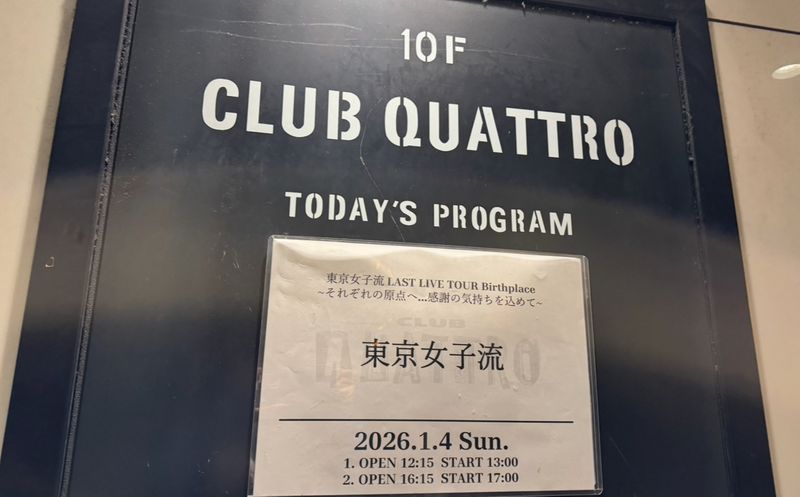 10F
CLUB QUATTRO
TODAY'S PROGRAM
東京女子流 LAST LIVE TOUR Birthplace
~それぞれの原点へ...感謝の気持ちを込めて~
CLUB
QUATTRO
東京女子流
2026.1.4 Sun.
1. OPEN 12:15 START 13:00
2. OPEN 16:15 START 17:00